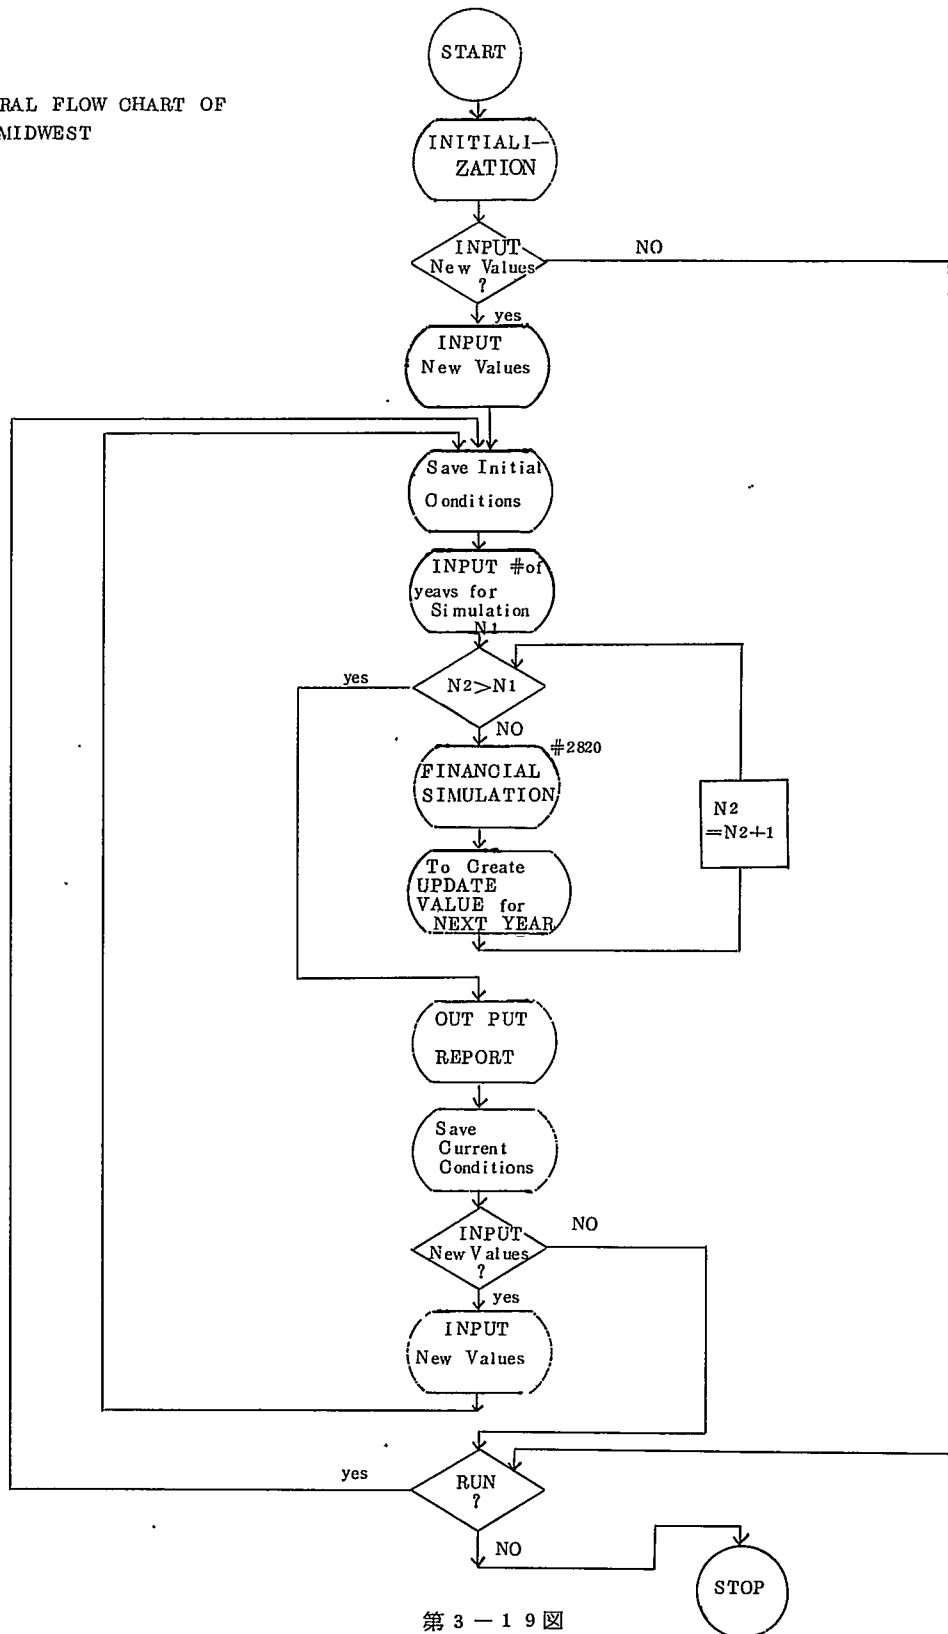 START
RAL FLOW CHART OF
MIDWEST
INITIALI—
ZATION
INPUT
New Values
?
NO
yes
INPUT
New Values
Save Initial
Conditions
INPUT #of
yeavs for
Simulation
N1
N2>N1
yes
NO
#2820
FINANCIAL
SIMULATION
N2
=N2+1
To Create
UPDATE
VALUE for
NEXT YEAR
OUT PUT
REPORT
Save
Current
Conditions
INPUT
New Values
?
NO
yes
INPUT
New Values
RUN
?
yes
NO
STOP
第3－19図